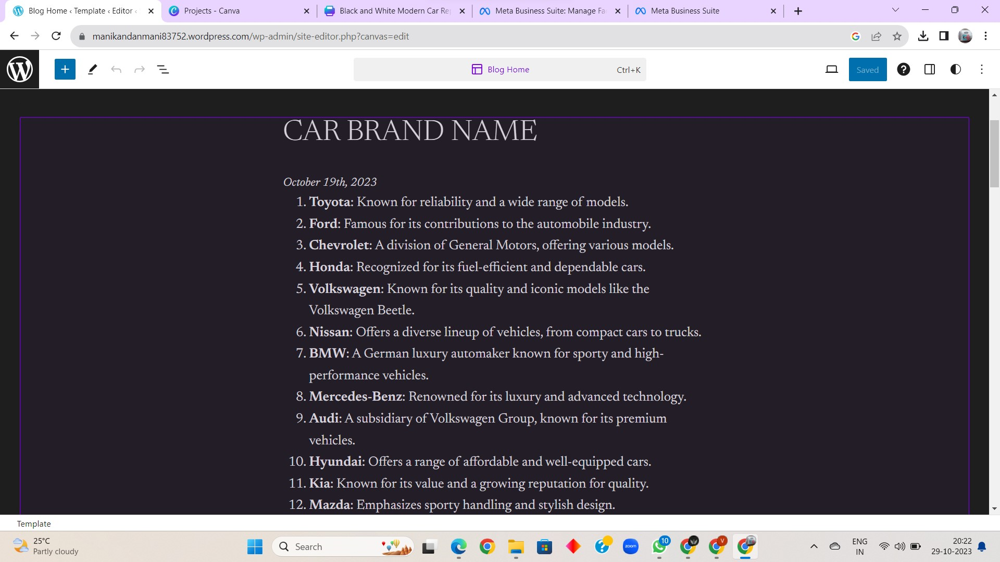 Blog Home ‹ Template ‹ Editor ‹
Projects - Canva
Black and White Modern Car Re
Meta Business Suite: Manage Fa
Meta Business Suite
manikandanmani83752.wordpress.com/wp-admin/site-editor.php?canvas=edit
Blog Home
Ctrl+K
Saved
CAR BRAND NAME
October 19th, 2023
1. Toyota: Known for reliability and a wide range of models.
2. Ford: Famous for its contributions to the automobile industry.
3. Chevrolet: A division of General Motors, offering various models.
4. Honda: Recognized for its fuel-efficient and dependable cars.
5. Volkswagen: Known for its quality and iconic models like the
Volkswagen Beetle.
6. Nissan: Offers a diverse lineup of vehicles, from compact cars to trucks.
7. BMW: A German luxury automaker known for sporty and high-
performance vehicles.
8. Mercedes-Benz: Renowned for its luxury and advanced technology.
9. Audi: A subsidiary of Volkswagen Group, known for its premium
vehicles.
10. Hyundai: Offers a range of affordable and well-equipped cars.
11. Kia: Known for its value and a growing reputation for quality.
12. Mazda: Emphasizes sporty handling and stylish design.
Template
25°C
Partly cloudy
Search
zoom
10
V
ENG
IN
20:22
29-10-2023